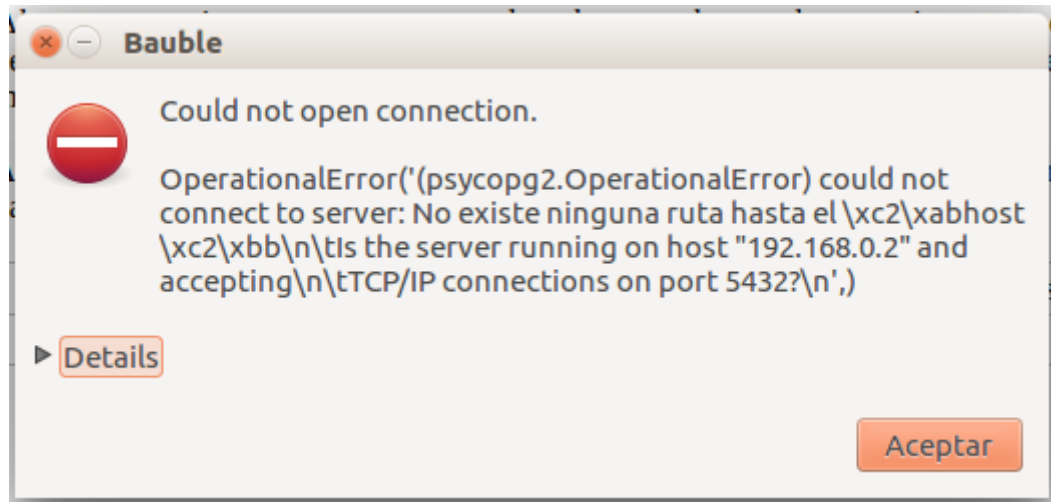 Bauble
Could not open connection.
OperationalError('(psycopg2.OperationalError) could not
connect to server: No existe ninguna ruta hasta el \xc2\xabhost
\xc2\xbb\n\tIs the server running on host "192.168.0.2" and
accepting\n\tTCP/IP connections on port 5432?\n',)
Details
Aceptar